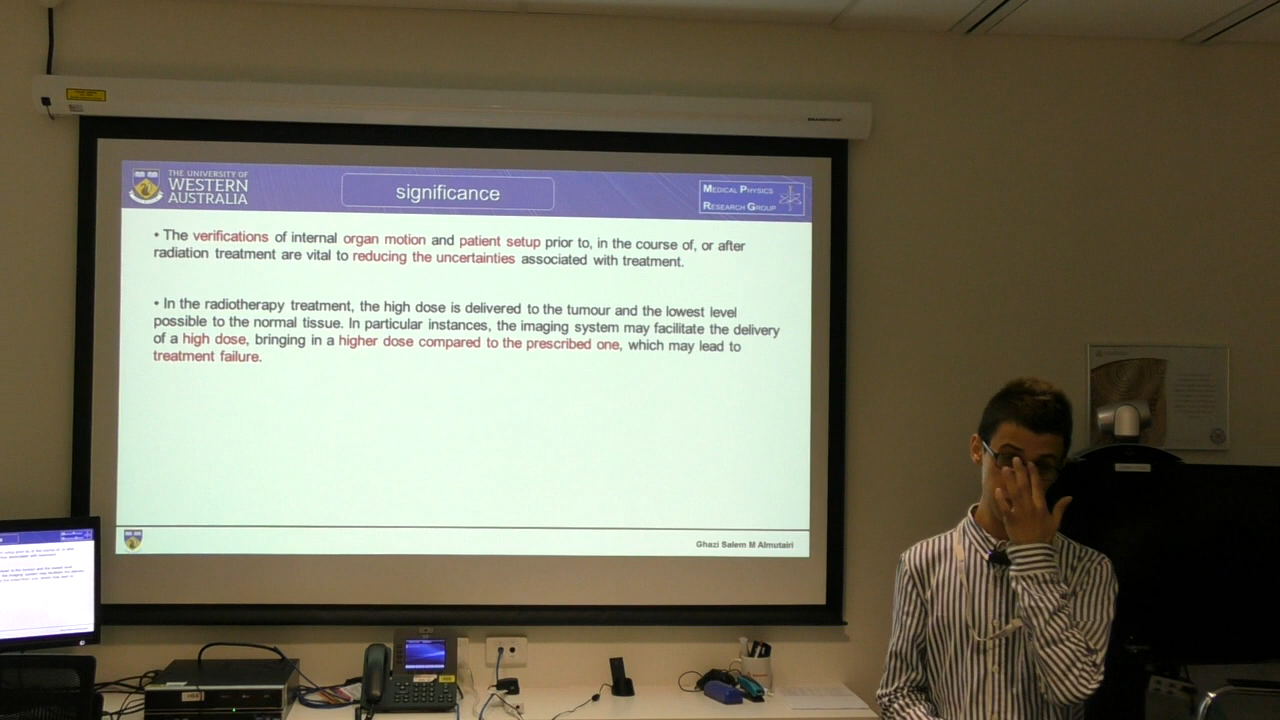 THE UNIVERSITY OF
WESTERN
AUSTRALIA
significance
MEDICAL PHYSICS
RESEARCH GROUP
• The verifications of internal organ motion and patient setup prior to, in the course of, or after
radiation treatment are vital to reducing the uncertainties associated with treatment.
• In the radiotherapy treatment, the high dose is delivered to the tumour and the lowest level
possible to the normal tissue. In particular instances, the imaging system may facilitate the delivery
of a high dose, bringing in a higher dose compared to the prescribed one, which may lead to
treatment failure.
Ghazi Salem M Almutairi